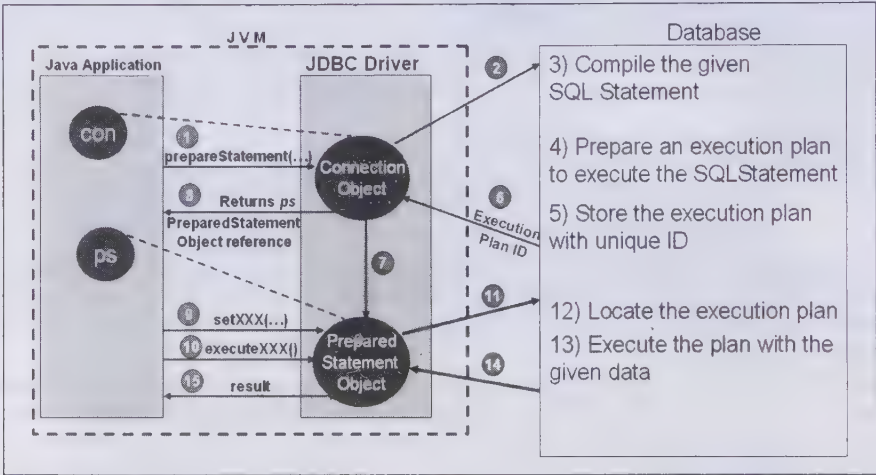 JVM
Database
Java Application
JDBC Driver
con
1
prepareStatement(...)
Connection
Object
2
3) Compile the given
SQL Statement
4) Prepare an execution plan
to execute the SQLStatement
5) Store the execution plan
with unique ID
6
Execution
Plan ID
Returns ps
PreparedStatement
Object reference
ps
7
setXXX(...)
10
executeXXX()
15
result
Prepared
Statement
Object
11
12) Locate the execution plan
13) Execute the plan with the
given data
14